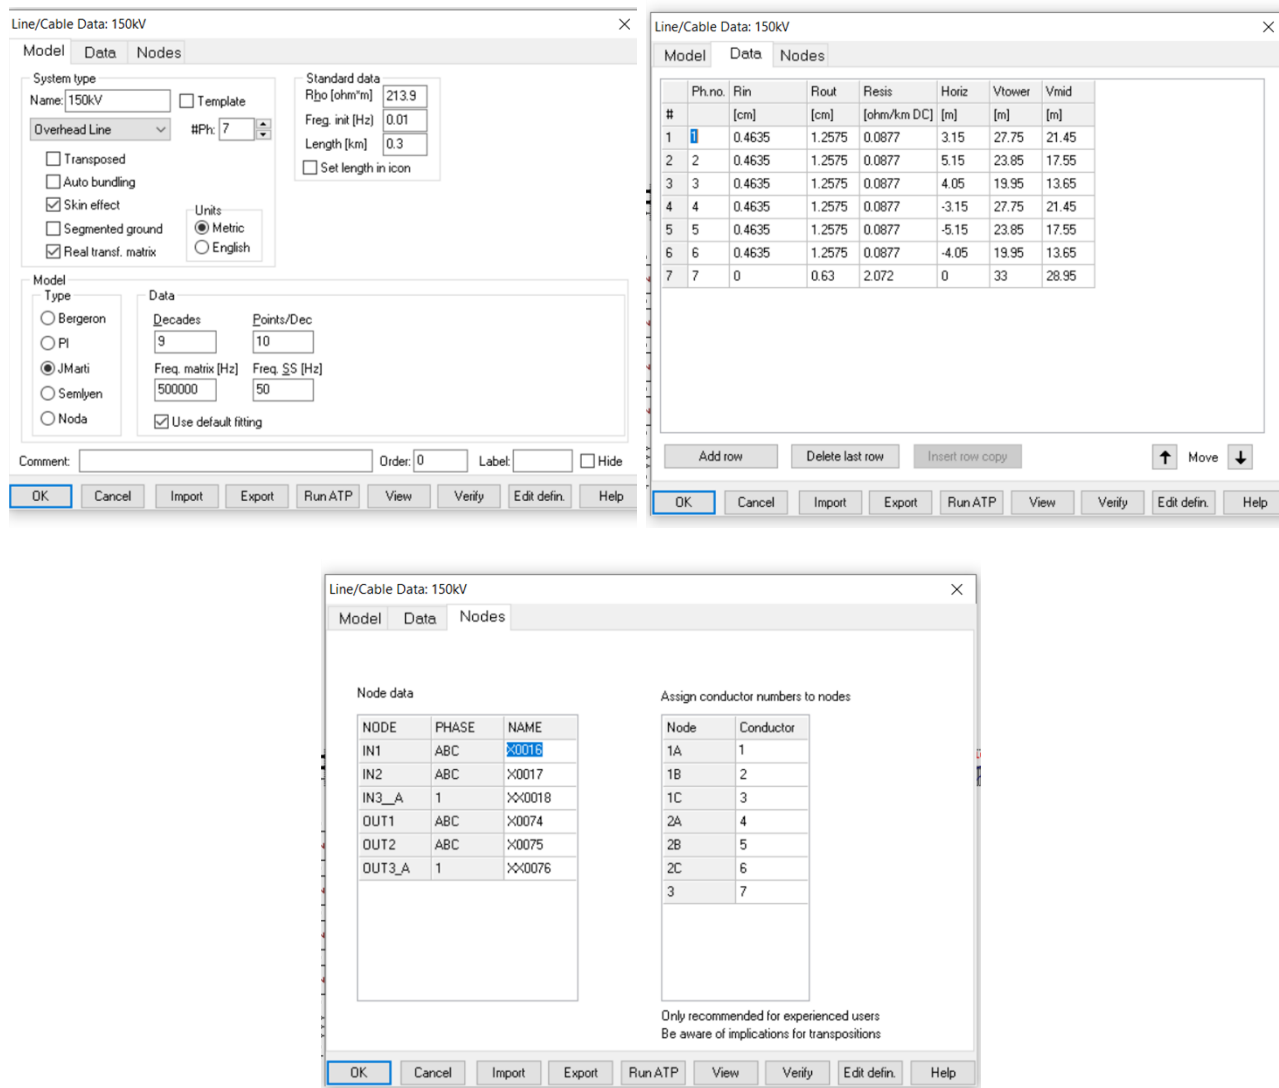 Line/Cable Data: 150kV
Model Data Nodes
System type
Name: 150kV Template
Overhead Line #Ph: 7
Transposed
Auto bundling
Skin effect
Segmented ground
Real transf. matrix
Units
Metric
English
Standard data
Rho [ohm*m] 213.9
Freq. init [Hz] 0.01
Length [km] 0.3
Set length in icon
Model
Type
Bergeron
PI
JMarti
Semlyen
Noda
Data
Decades Points/Dec
9 10
Freq. matrix [Hz] Freq. SS [Hz]
500000 50
Use default fitting
Comment: Order: 0 Label: Hide
OK Cancel Import Export Run ATP View Verify Edit defin. Help
Line/Cable Data: 150kV
Model Data Nodes
Ph.no. Rin Rout Resis Horiz Vtower Vmid
# [cm] [cm] [ohm/km DC] [m] [m] [m]
1 1 0.4635 1.2575 0.0877 3.15 27.75 21.45
2 2 0.4635 1.2575 0.0877 5.15 23.85 17.55
3 3 0.4635 1.2575 0.0877 4.05 19.95 13.65
4 4 0.4635 1.2575 0.0877 -3.15 27.75 21.45
5 5 0.4635 1.2575 0.0877 -5.15 23.85 17.55
6 6 0.4635 1.2575 0.0877 -4.05 19.95 13.65
7 7 0 0.63 2.072 0 33 28.95
Add row Delete last row Insert row copy Move
OK Cancel Import Export Run ATP View Verify Edit defin. Help
Line/Cable Data: 150kV
Model Data Nodes
Node data
NODE PHASE NAME
IN1 ABC X0016
IN2 ABC X0017
IN3__A 1 XX0018
OUT1 ABC X0074
OUT2 ABC X0075
OUT3_A 1 XX0076
Assign conductor numbers to nodes
Node Conductor
1A 1
1B 2
1C 3
2A 4
2B 5
2C 6
3 7
Only recommended for experienced users
Be aware of implications for transpositions
OK Cancel Import Export Run ATP View Verify Edit defin. Help